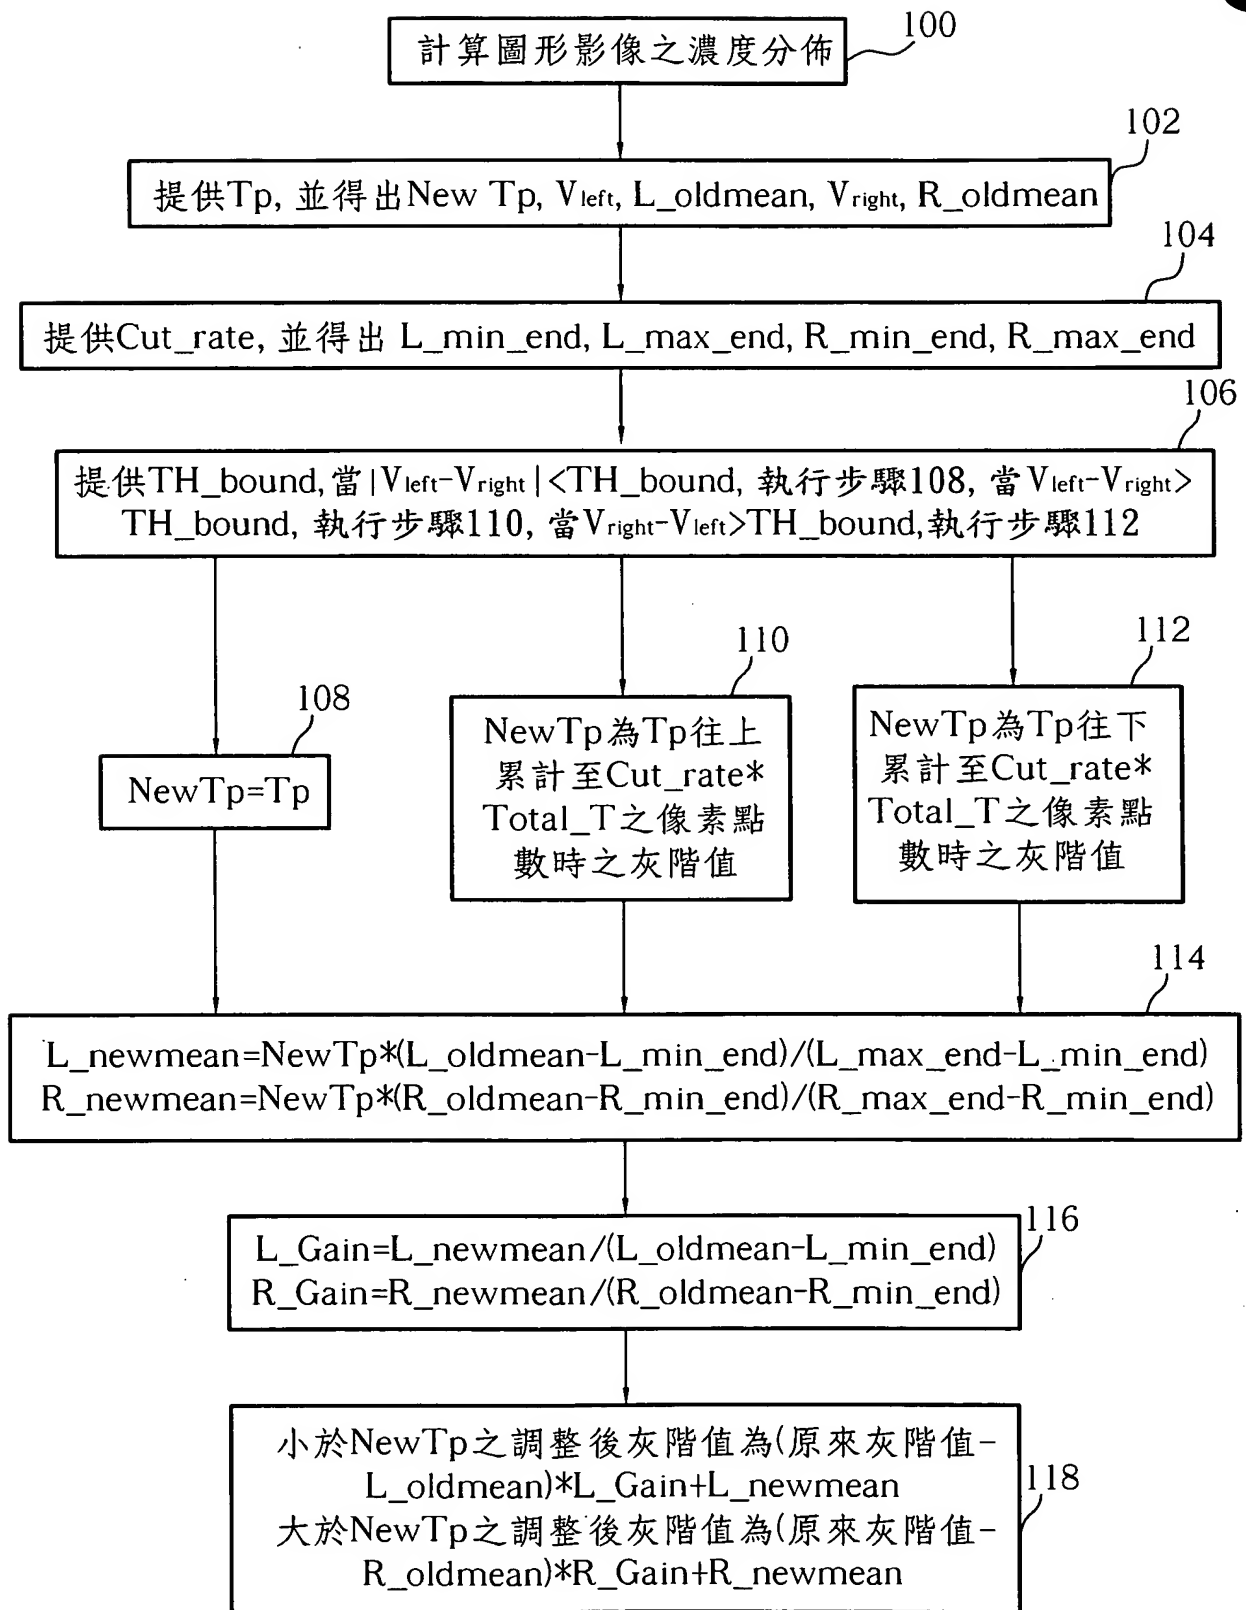 計算圖形影像之濃度分佈
100
102
提供Tp, 並得出New Tp, Vleft, L_oldmean, Vright, R_oldmean
104
提供Cut_rate, 並得出 L_min_end, L_max_end, R_min_end, R_max_end
106
提供TH_bound, 當|Vleft-Vright|<TH_bound, 執行步驟108, 當Vleft-Vright>
TH_bound, 執行步驟110, 當Vright-Vleft>TH_bound,執行步驟112
108
NewTp=Tp
110
NewTp為Tp往上
累計至Cut_rate*
Total_T之像素點
數時之灰階值
112
NewTp為Tp往下
累計至Cut_rate*
Total_T之像素點
數時之灰階值
114
L_newmean=NewTp*(L_oldmean-L_min_end)/(L_max_end-L_min_end)
R_newmean=NewTp*(R_oldmean-R_min_end)/(R_max_end-R_min_end)
116
L_Gain=L_newmean/(L_oldmean-L_min_end)
R_Gain=R_newmean/(R_oldmean-R_min_end)
118
小於NewTp之調整後灰階值為(原來灰階值-
L_oldmean)*L_Gain+L_newmean
大於NewTp之調整後灰階值為(原來灰階值-
R_oldmean)*R_Gain+R_newmean